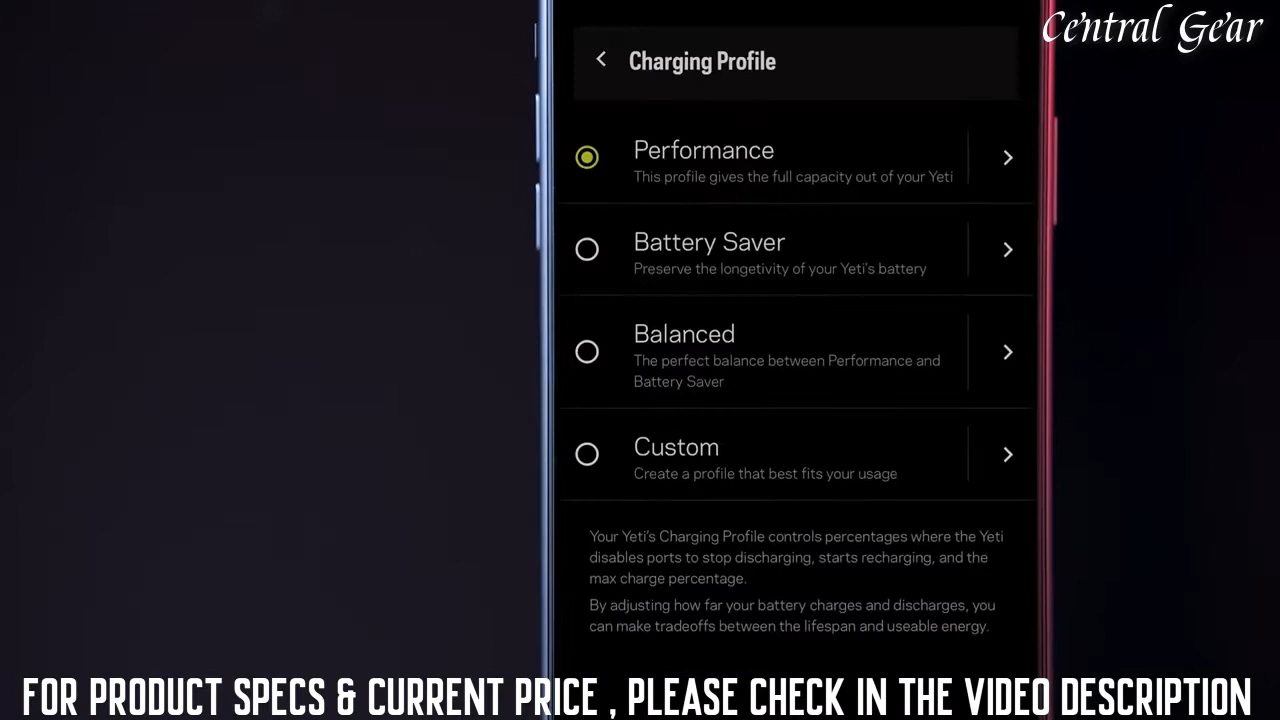 Central Gear
Charging Profile
Performance
This profile gives the full capacity out of your Yeti
Battery Saver
Preserve the longetivity of your Yeti's battery
Balanced
The perfect balance between Performance and
Battery Saver
Custom
Create a profile that best fits your usage
Your Yeti's Charging Profile controls percentages where the Yeti
disables ports to stop discharging, starts recharging, and the
max charge percentage.
By adjusting how far your battery charges and discharges, you
can make tradeoffs between the lifespan and useable energy.
FOR PRODUCT SPECS & CURRENT PRICE , PLEASE CHECK IN THE VIDEO DESCRIPTION